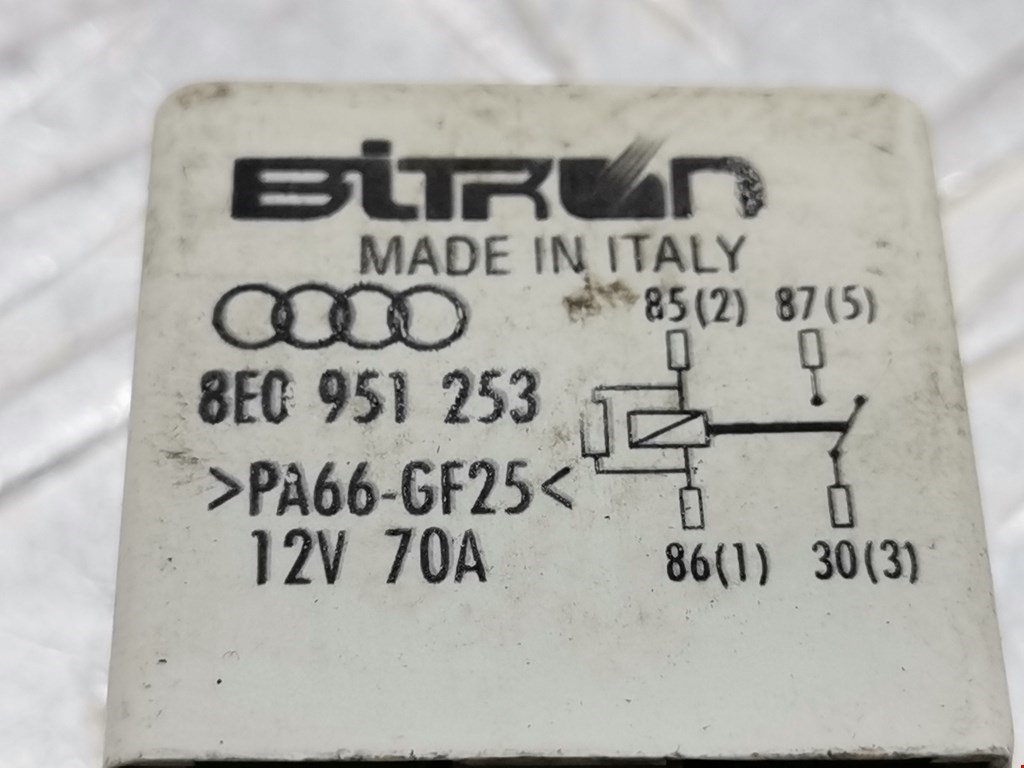 BiTRON
MADE IN ITALY
85(2) 87(5)
8E0 951 253
>PA66-GF25<
12V 70A
86(1) 30(3)